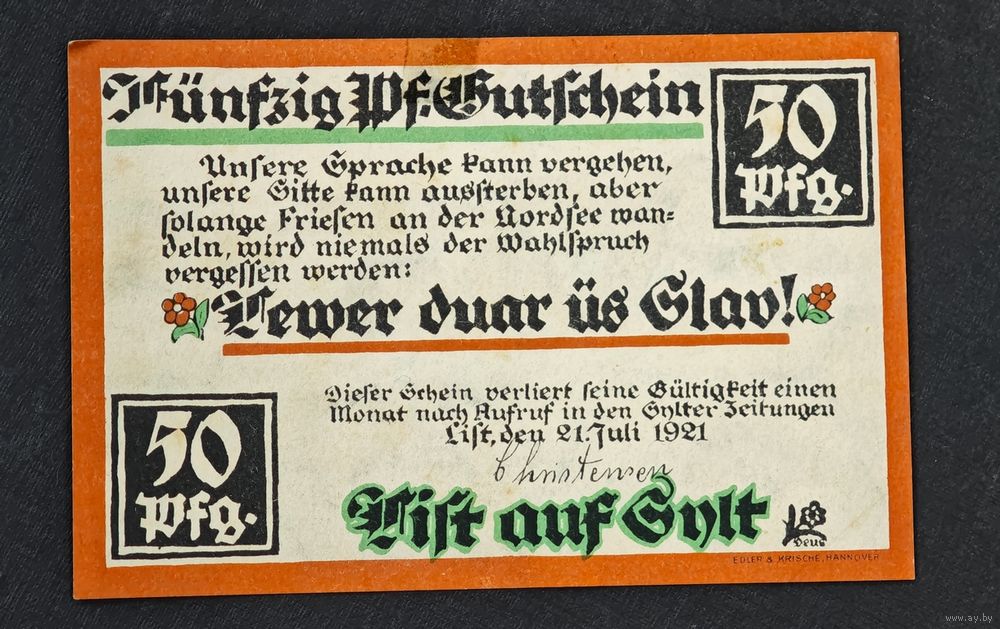 Fünfzig Pf. Gutschein
50
Pfg.
Unsere Sprache kann vergehen,
unsere Sitte kann aussterben, aber
solange Friesen an der Nordsee wan=
deln, wird niemals der Wahlspruch
vergessen werden:
Lewer duar üs Slav!
Dieser Schein verliert seine Gültigkeit einen
Monat nach Aufruf in den Sylter Zeitungen
List, den 21. Juli 1921
Christensen
50
Pfg.
List auf Sylt
Deus
EDLER & KRISCHE, HANNOVER
www.ay.by